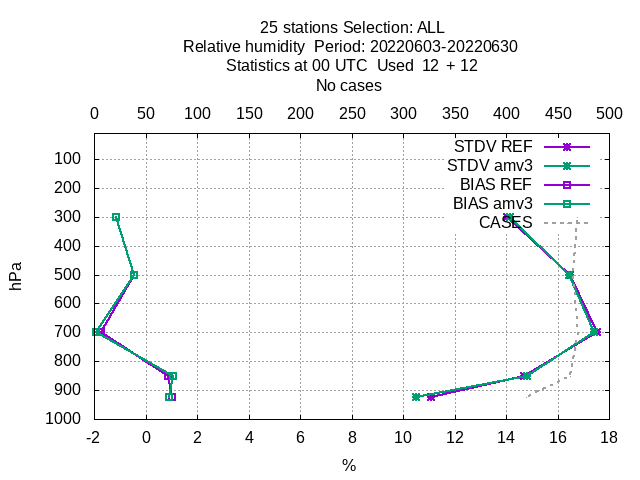 25 stations Selection: ALL
Relative humidity  Period: 20220603-20220630
Statistics at 00 UTC  Used  12  + 12
No cases
0 50 100 150 200 250 300 350 400 450 500
STDV REF
STDV amv3
BIAS REF
BIAS amv3
CASES
hPa
100
200
300
400
500
600
700
800
900
1000
-2 0 2 4 6 8 10 12 14 16 18
%